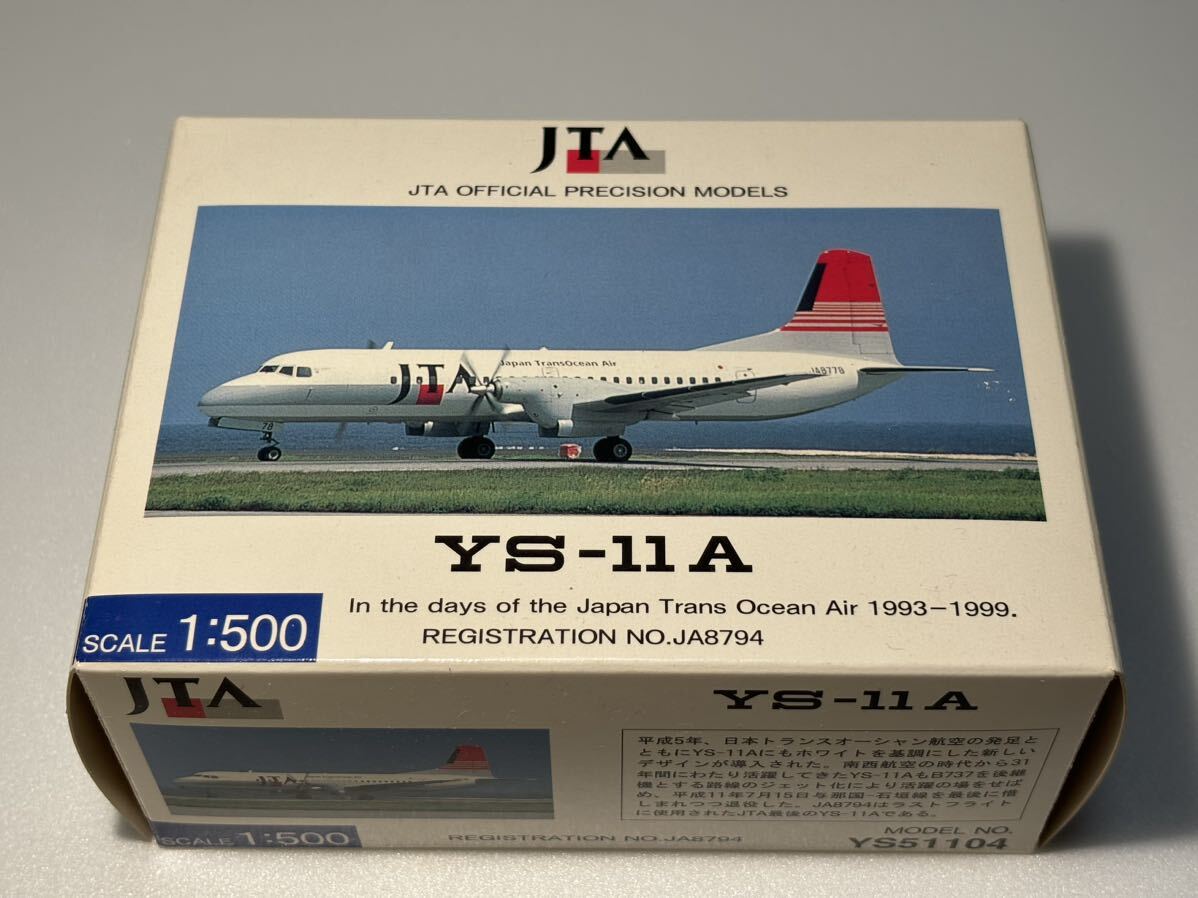 JTA
JTA OFFICIAL PRECISION MODELS
Japan TransOcean Air
JTA
JA8778
78
YS-11A
In the days of the Japan Trans Ocean Air 1993-1999.
SCALE 1:500
REGISTRATION NO.JA8794
JTA
YS-11A
JTA
平成5年、日本トランスオーシャン航空の発足と
ともにYS-11Aにもホワイトを基調にした新しい
デザインが導入された。南西航空の時代から31
年間にわたり活躍してきたYS-11AもB737を後継
機とする路線のジェット化により活躍の場をせば
め、平成11年7月15日与那国-石垣線を最後に惜
しまれつつ退役した。JA8794はラストフライト
に使用されたJTA最後のYS-11Aである。
SCALE 1:500
REGISTRATION NO.JA8794
MODEL NO.
YS51104